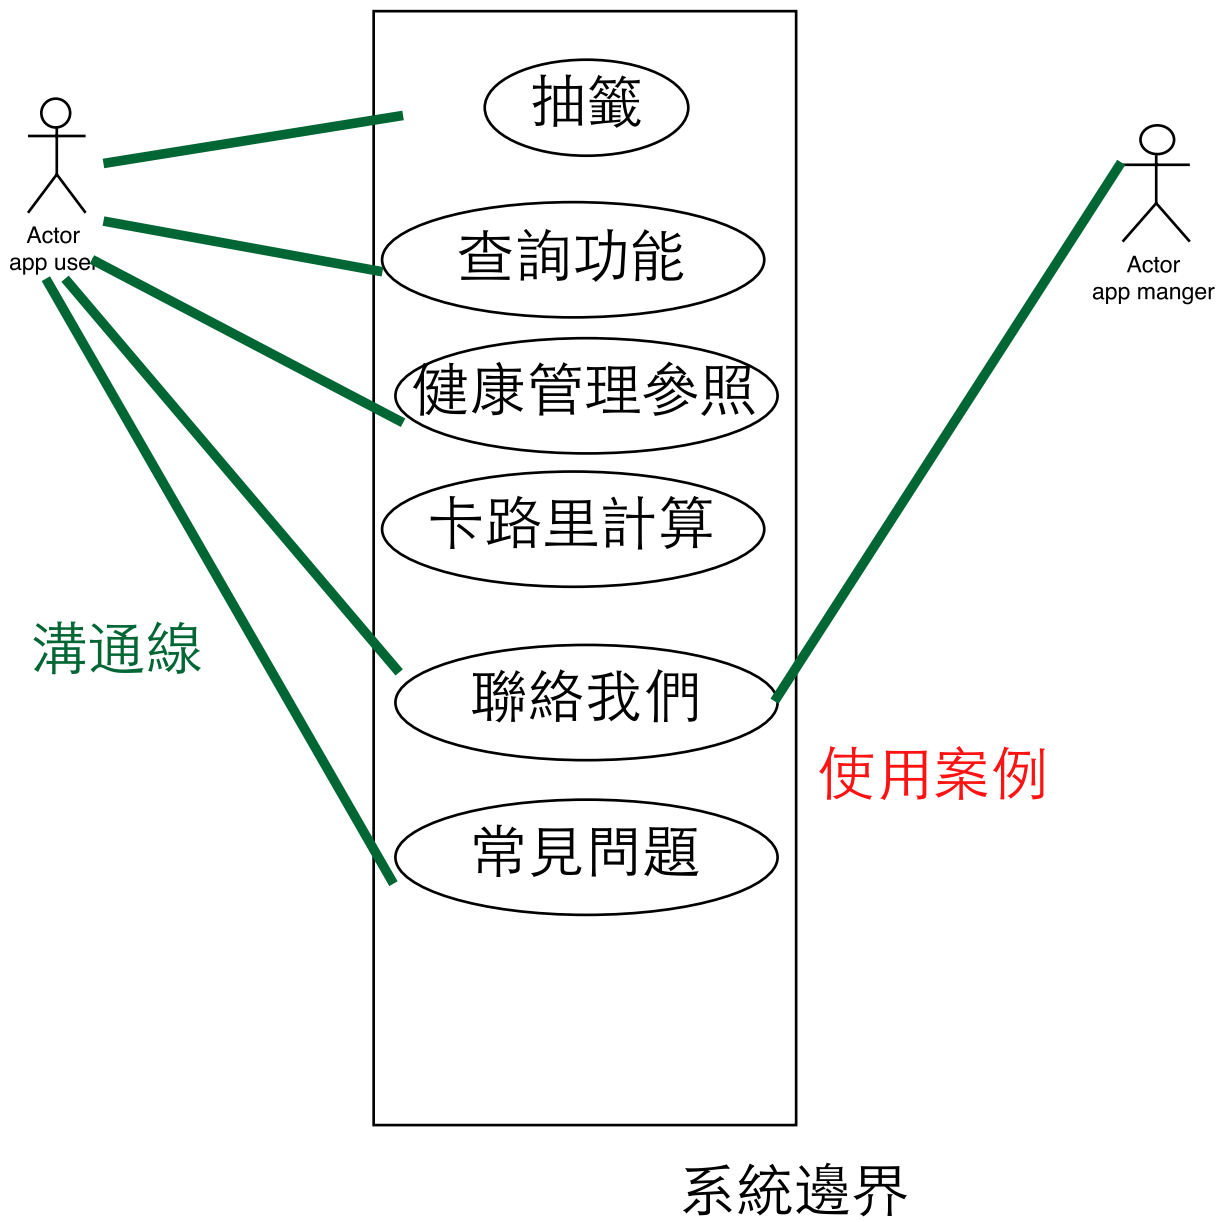 抽籤
Actor
app user
查詢功能
Actor
app manger
健康管理參照
卡路里計算
溝通線
聯絡我們
使用案例
常見問題
系統邊界